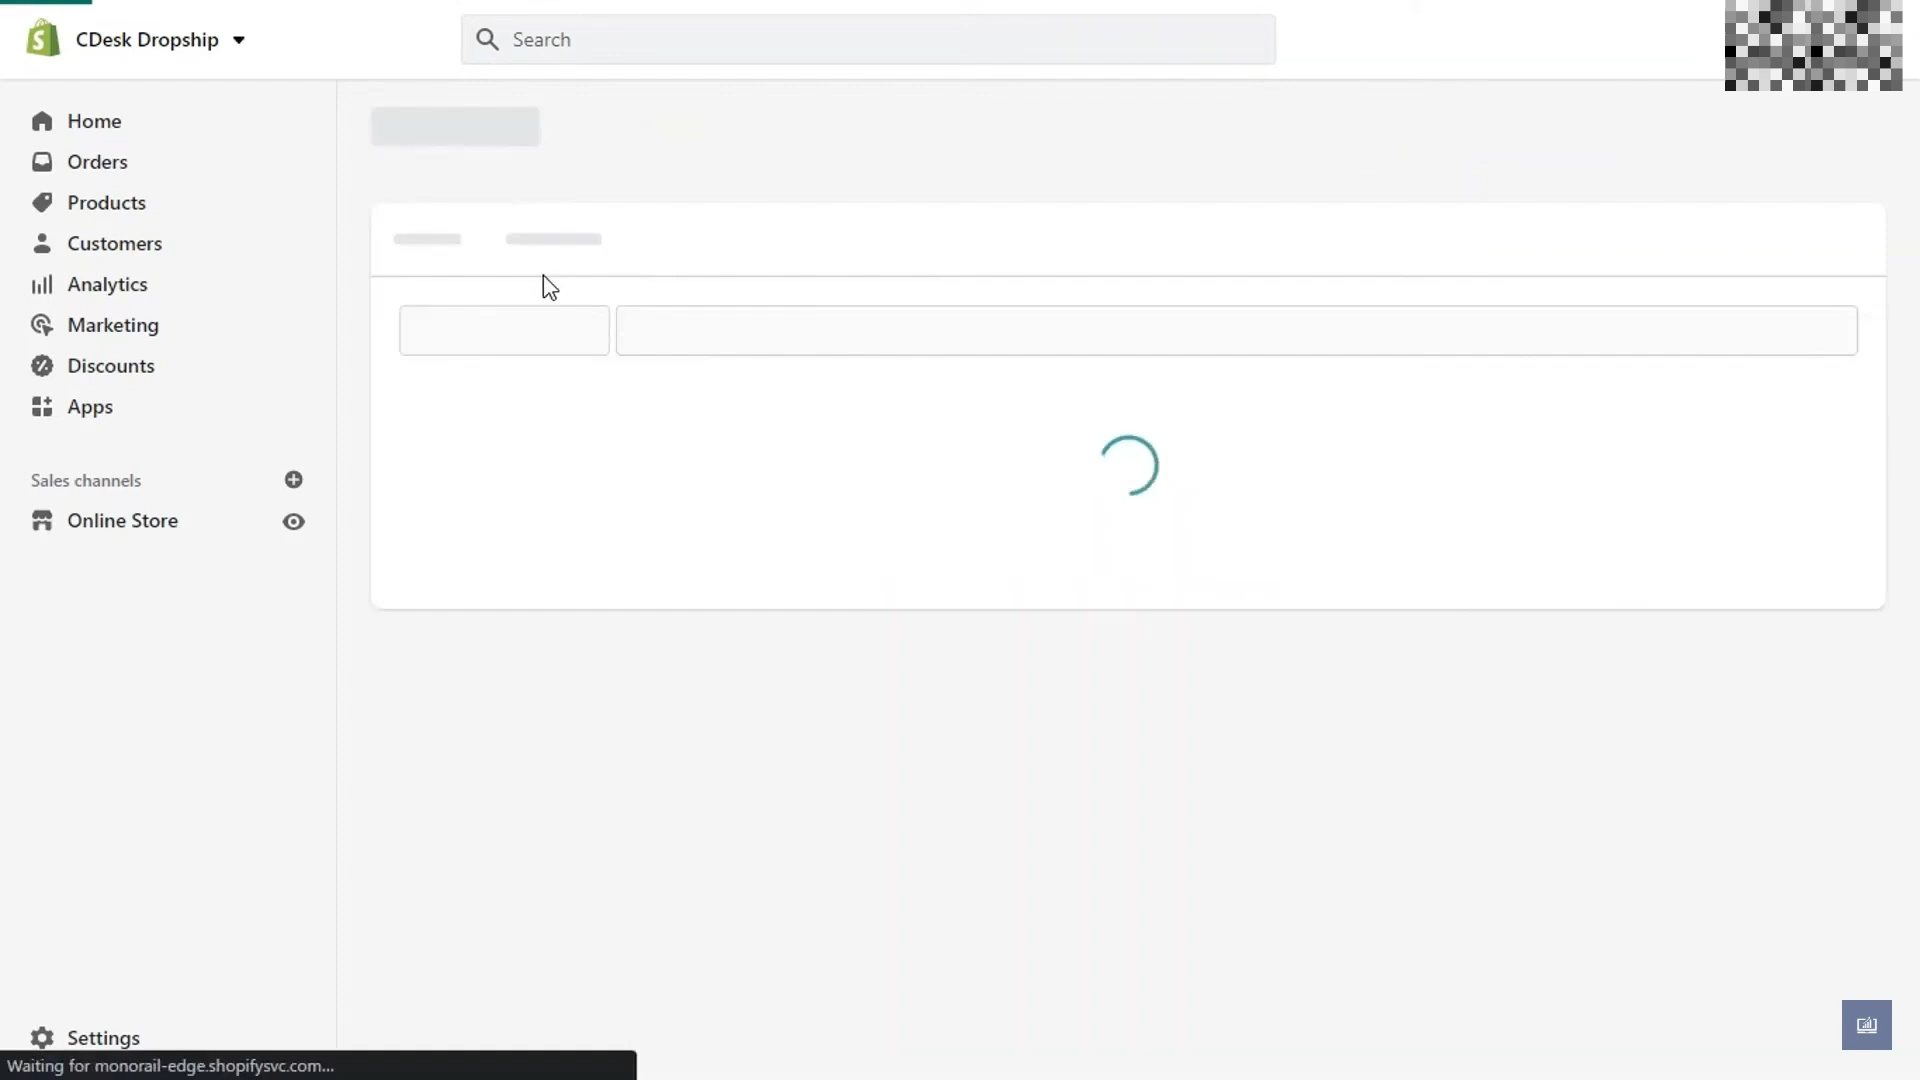 CDesk Dropship
Search
Home
Orders
Products
Customers
Analytics
Marketing
Discounts
Apps
Sales channels
Online Store
Settings
Waiting for monorail-edge.shopifysvc.com...